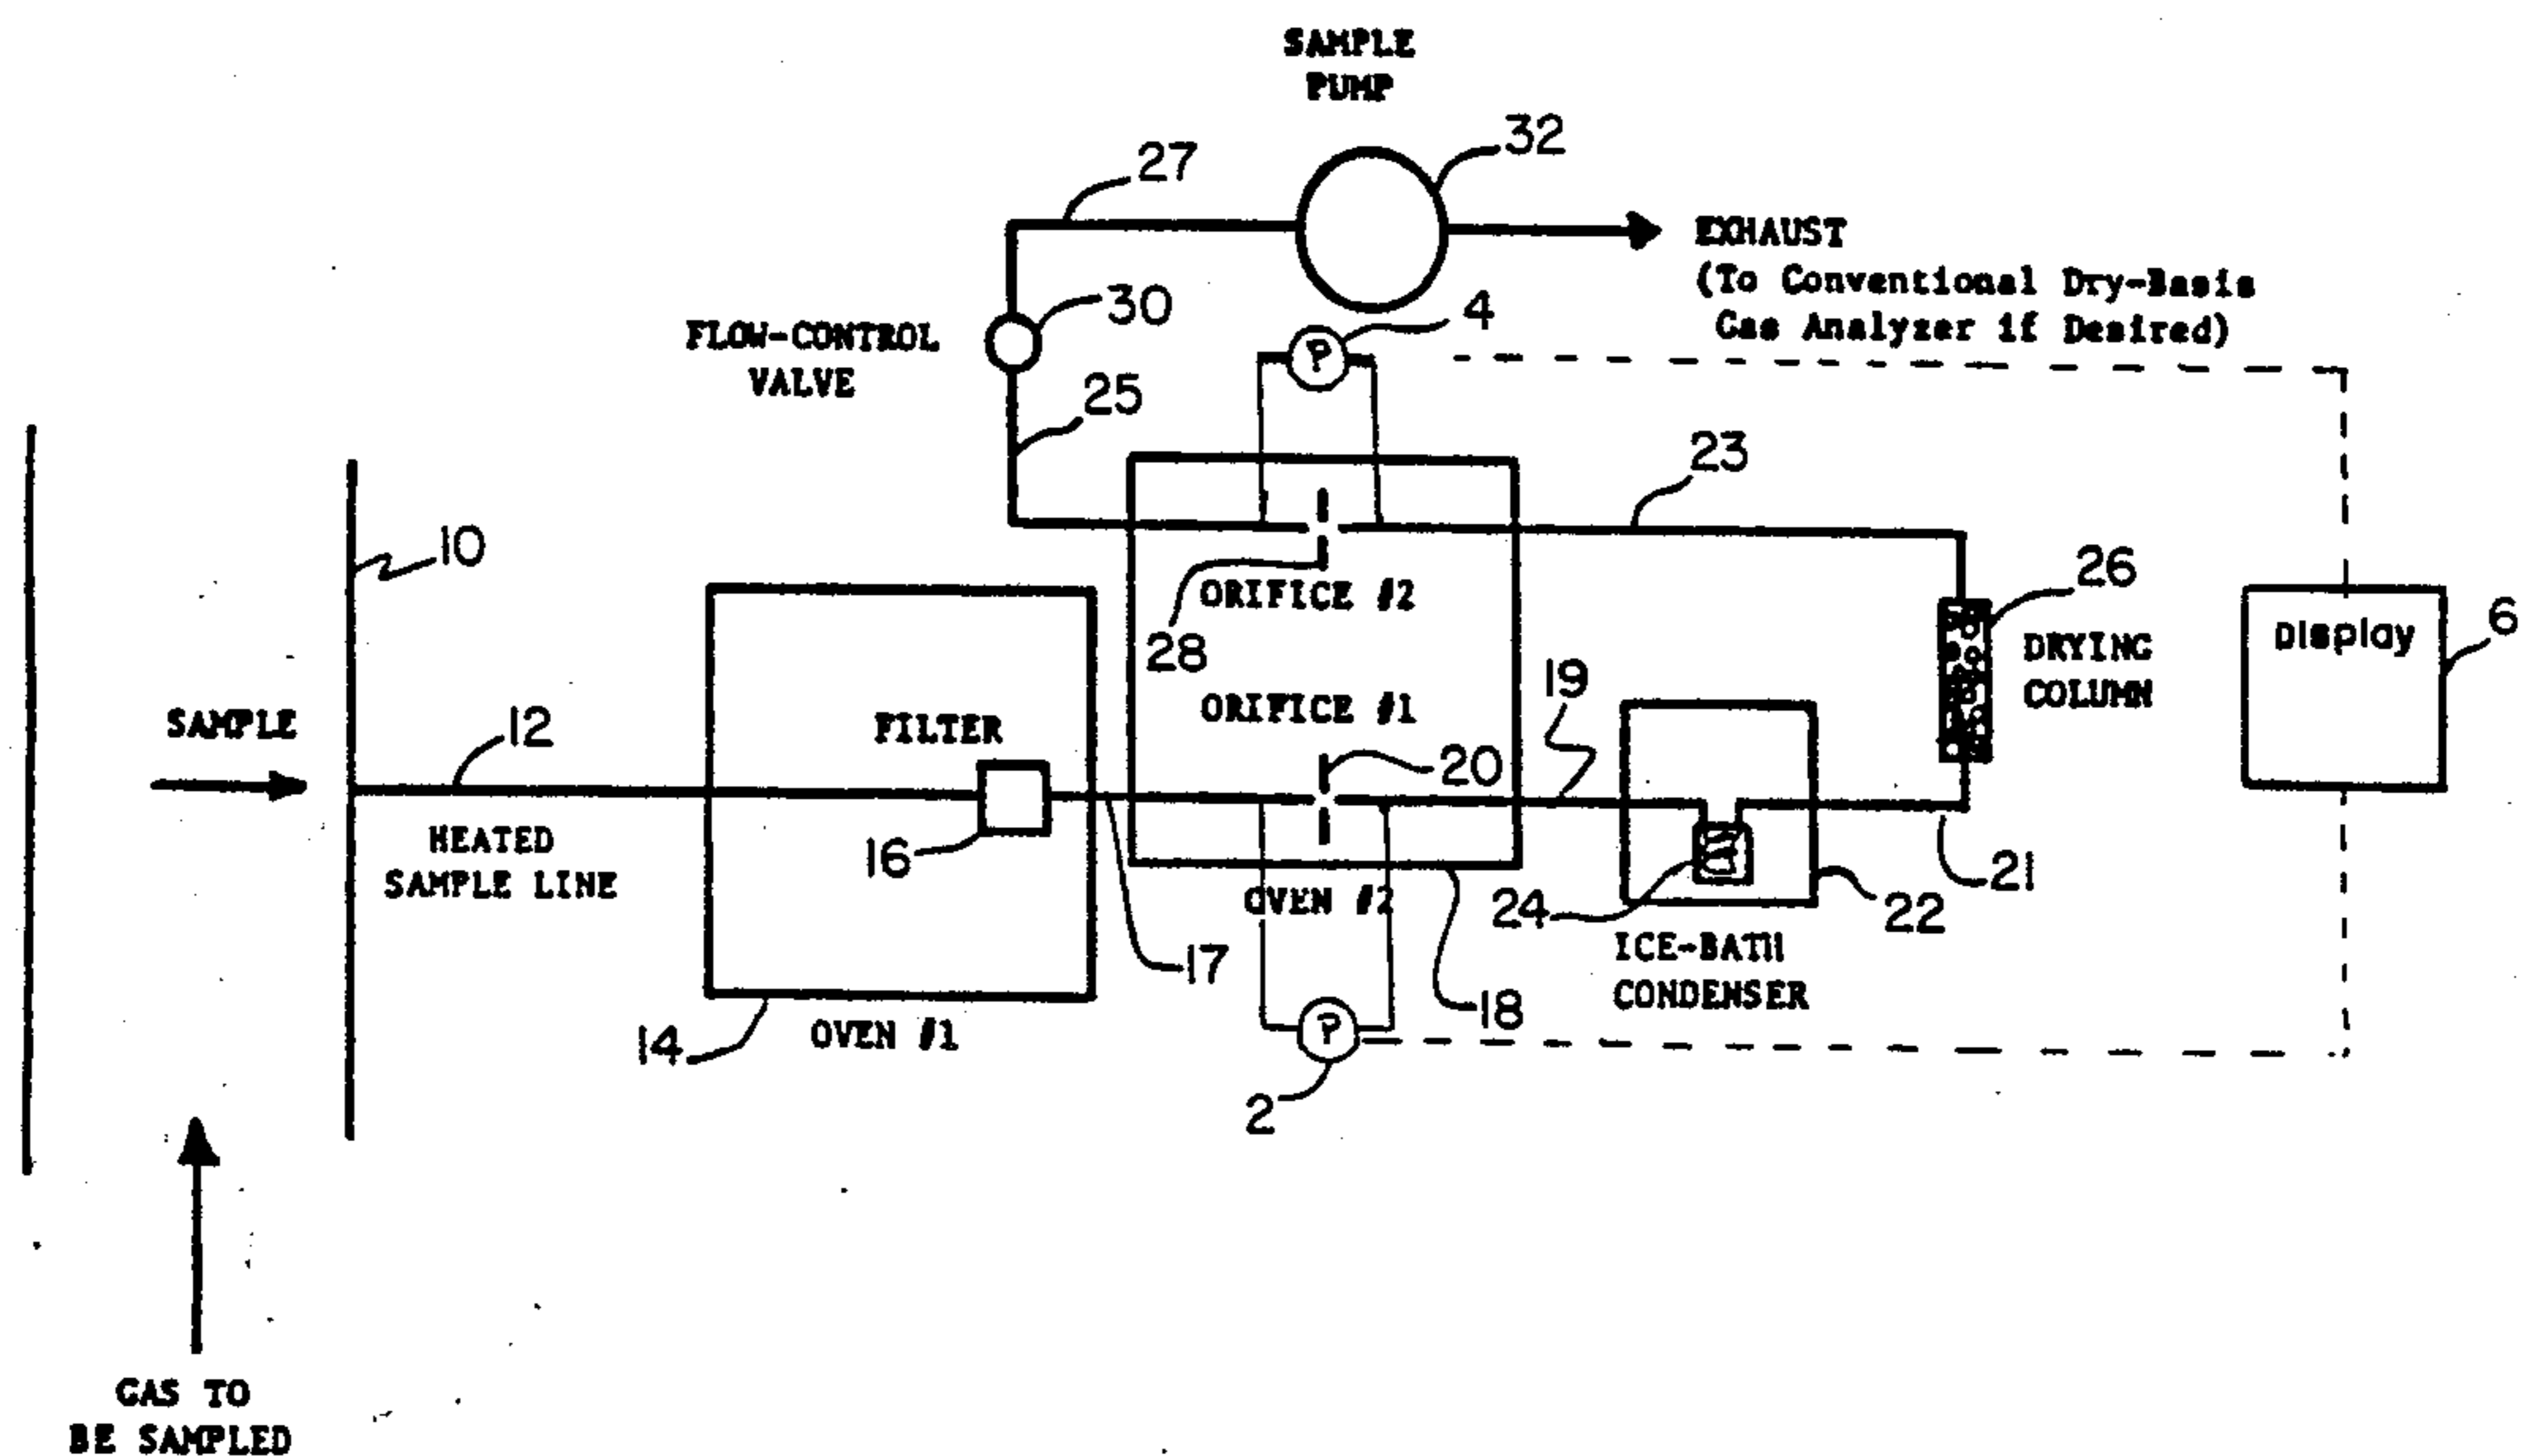 SAMPLE
PUMP
32
27
EXHAUST
(To Conventional Dry-Basis
Gas Analyzer if Desired)
4
P
30
FLOW-CONTROL
VALVE
25
23
10
28
ORIFICE #2
26
DRYING
COLUMN
Display
6
SAMPLE
12
HEATED
SAMPLE LINE
FILTER
16
ORIFICE #1
20
19
17
OVEN #2
18
24
22
21
ICE-BATH
CONDENSER
14
OVEN #1
P
2
GAS TO
BE SAMPLED